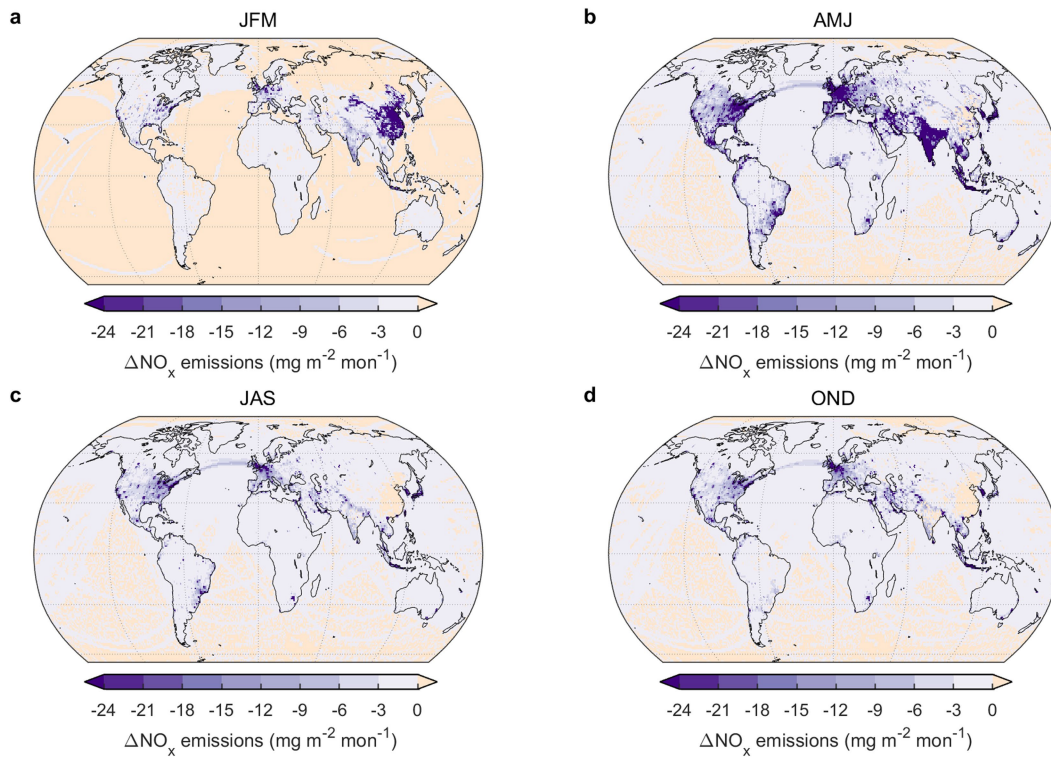 a
JFM
-24 -21 -18 -15 -12 -9 -6 -3 0
ΔNOx emissions (mg m-2 mon-1)
b
AMJ
-24 -21 -18 -15 -12 -9 -6 -3 0
ΔNOx emissions (mg m-2 mon-1)
c
JAS
-24 -21 -18 -15 -12 -9 -6 -3 0
ΔNOx emissions (mg m-2 mon-1)
d
OND
-24 -21 -18 -15 -12 -9 -6 -3 0
ΔNOx emissions (mg m-2 mon-1)